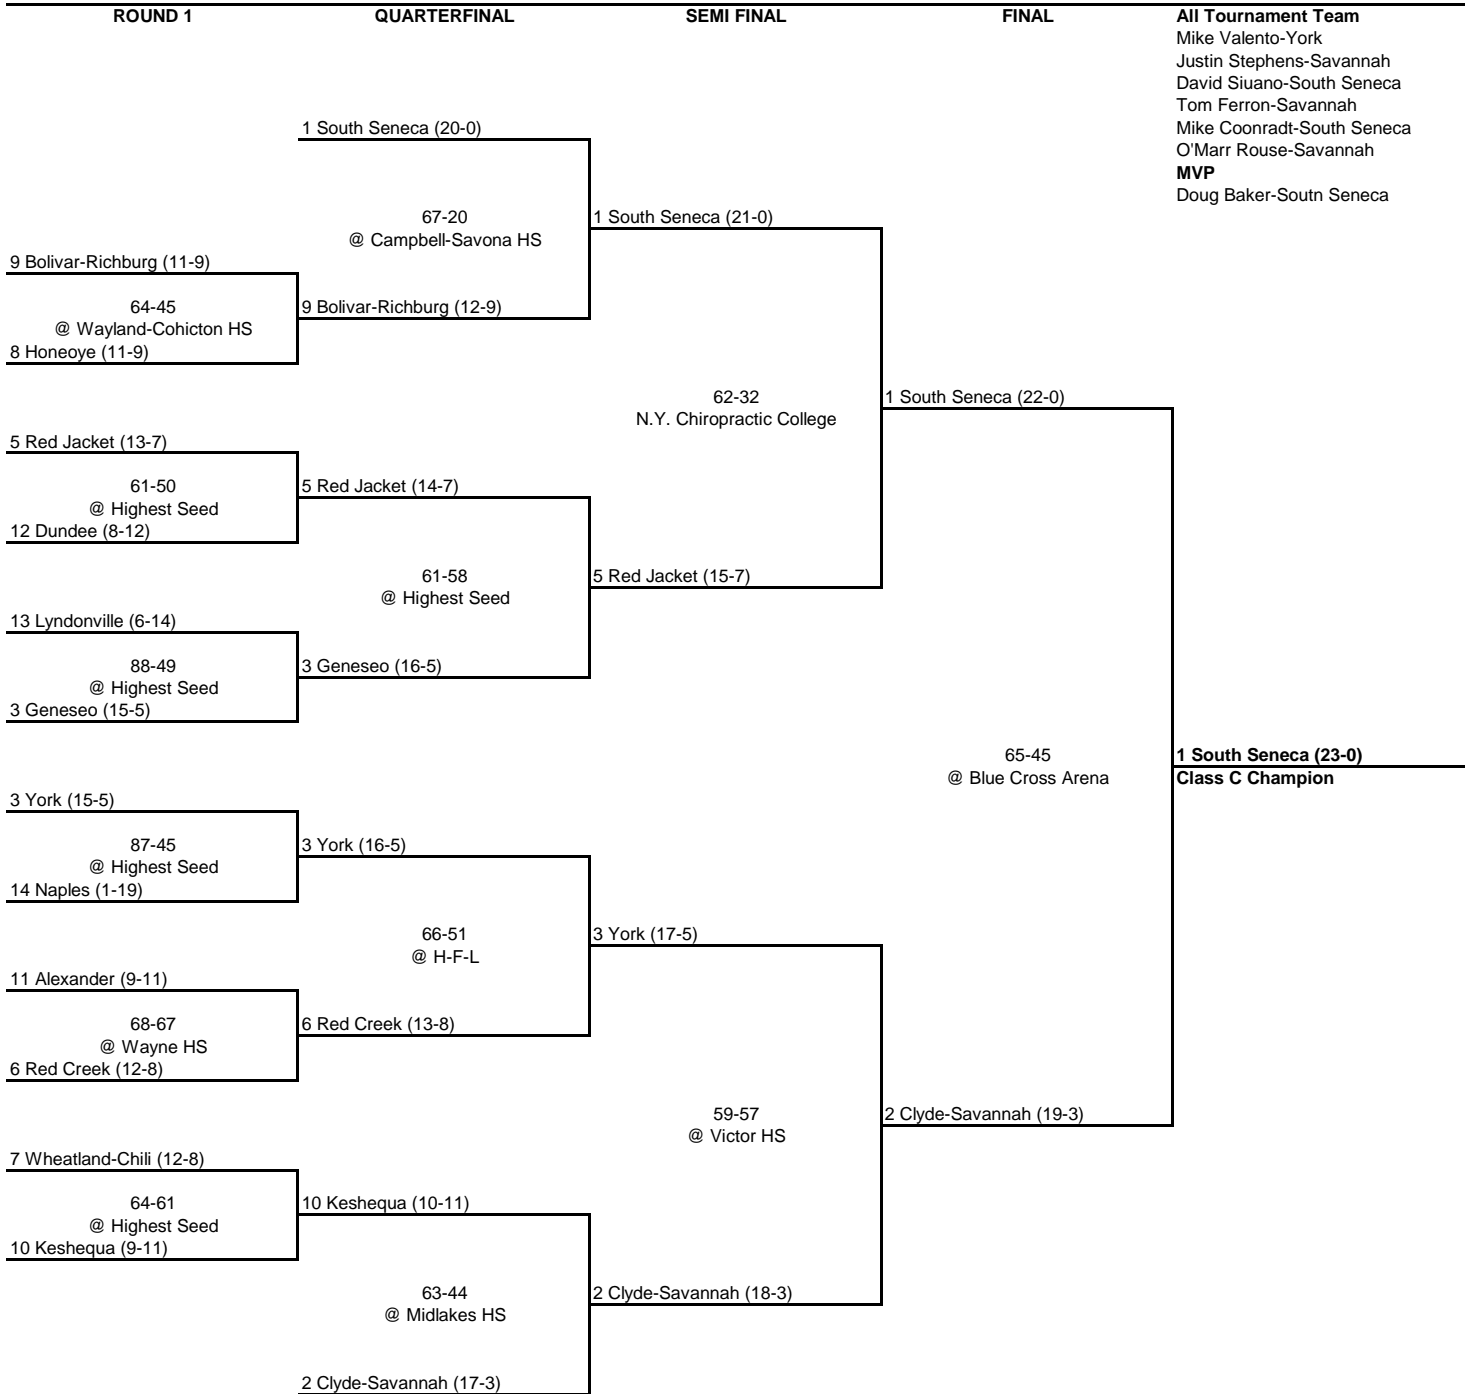 ROUND 1
QUARTERFINAL
SEMI FINAL
FINAL
All Tournament Team
Mike Valento-York
Justin Stephens-Savannah
David Siuano-South Seneca
Tom Ferron-Savannah
Mike Coonradt-South Seneca
O'Marr Rouse-Savannah
MVP
Doug Baker-Soutn Seneca
9 Bolivar-Richburg (11-9)
64-45
@ Wayland-Cohicton HS
8 Honeoye (11-9)
5 Red Jacket (13-7)
61-50
@ Highest Seed
12 Dundee (8-12)
13 Lyndonville (6-14)
88-49
@ Highest Seed
3 Geneseo (15-5)
3 York (15-5)
87-45
@ Highest Seed
14 Naples (1-19)
11 Alexander (9-11)
68-67
@ Wayne HS
6 Red Creek (12-8)
7 Wheatland-Chili (12-8)
64-61
@ Highest Seed
10 Keshequa (9-11)
1 South Seneca (20-0)
67-20
@ Campbell-Savona HS
9 Bolivar-Richburg (12-9)
5 Red Jacket (14-7)
61-58
@ Highest Seed
3 Geneseo (16-5)
3 York (16-5)
66-51
@ H-F-L
6 Red Creek (13-8)
10 Keshequa (10-11)
63-44
@ Midlakes HS
2 Clyde-Savannah (17-3)
1 South Seneca (21-0)
62-32
N.Y. Chiropractic College
5 Red Jacket (15-7)
3 York (17-5)
59-57
@ Victor HS
2 Clyde-Savannah (18-3)
1 South Seneca (22-0)
65-45
@ Blue Cross Arena
2 Clyde-Savannah (19-3)
1 South Seneca (23-0)
Class C Champion